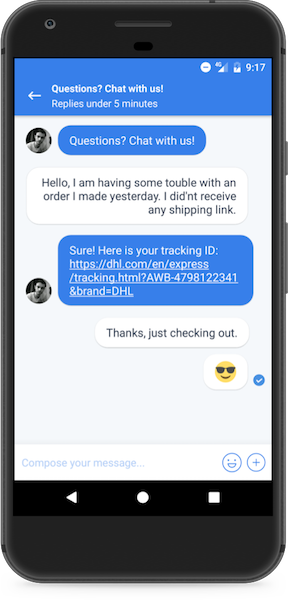 9:17
Questions? Chat with us!
Replies under 5 minutes
Questions? Chat with us!
Hello, I am having some touble with an
order I made yesterday. I did'nt receive
any shipping link.
Sure! Here is your tracking ID:
https://dhl.com/en/express
/tracking.html?AWB-4798122341
&brand=DHL
Thanks, just checking out.
Compose your message...